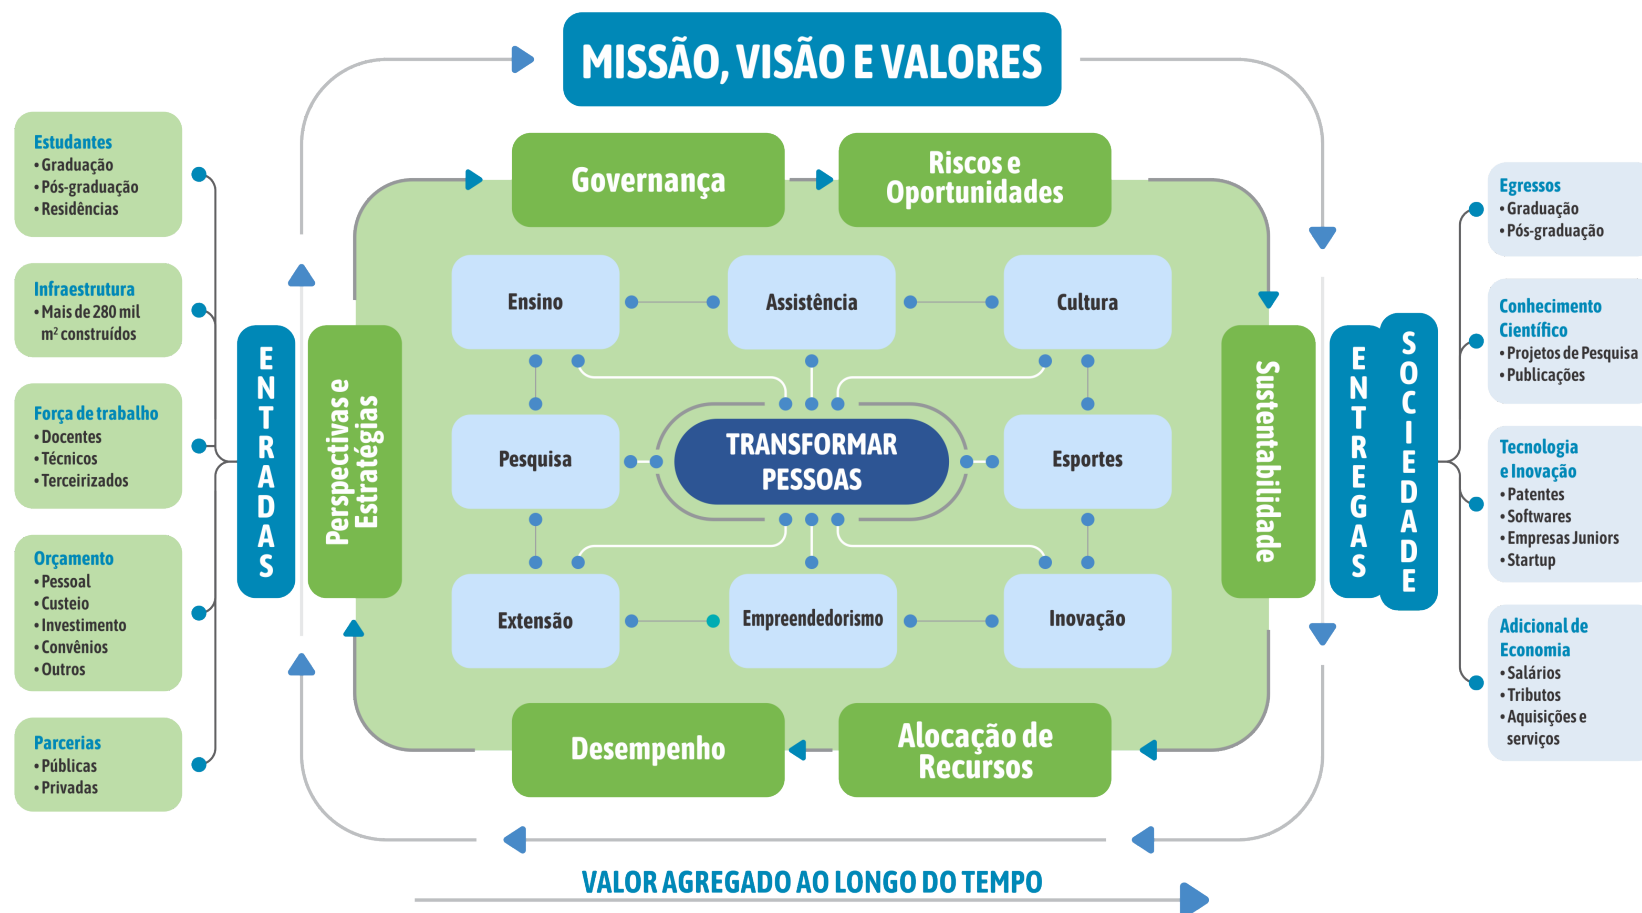 MISSÃO, VISÃO E VALORES
Estudantes
• Graduação
• Pós-graduação
• Residências
Infraestrutura
• Mais de 280 mil
m² construídos
Força de trabalho
• Docentes
• Técnicos
• Terceirizados
Orçamento
• Pessoal
• Custeio
• Investimento
• Convênios
• Outros
Parcerias
• Públicas
• Privadas
ENTRADAS
Perspectivas e
Estratégias
Governança
Riscos e
Oportunidades
Ensino
Assistência
Cultura
Pesquisa
TRANSFORMAR
PESSOAS
Esportes
Extensão
Empreendedorismo
Inovação
Desempenho
Alocação de
Recursos
Sustentabilidade
ENTREGAS
SOCIEDADE
Egressos
• Graduação
• Pós-graduação
Conhecimento
Científico
• Projetos de Pesquisa
• Publicações
Tecnologia
e Inovação
• Patentes
• Softwares
• Empresas Juniors
• Startup
Adicional de
Economia
• Salários
• Tributos
• Aquisições e
serviços
VALOR AGREGADO AO LONGO DO TEMPO